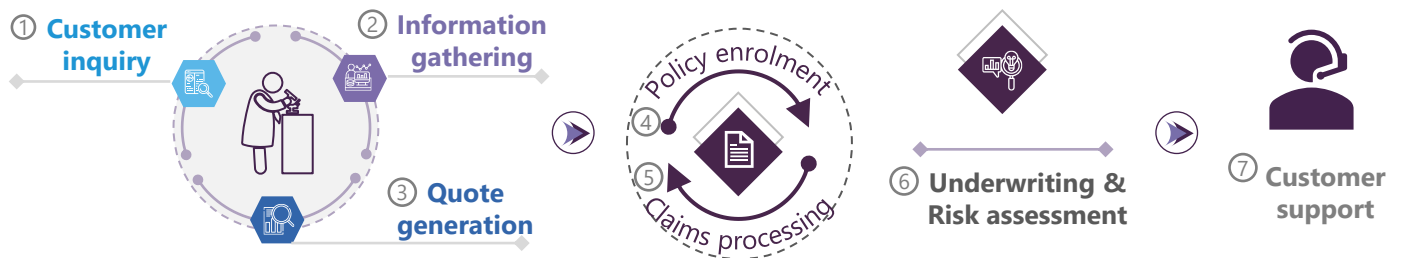 1 Customer
inquiry
2 Information
gathering
3 Quote
generation
4 Policy enrolment
5 Claims processing
6 Underwriting &
Risk assessment
7 Customer
support